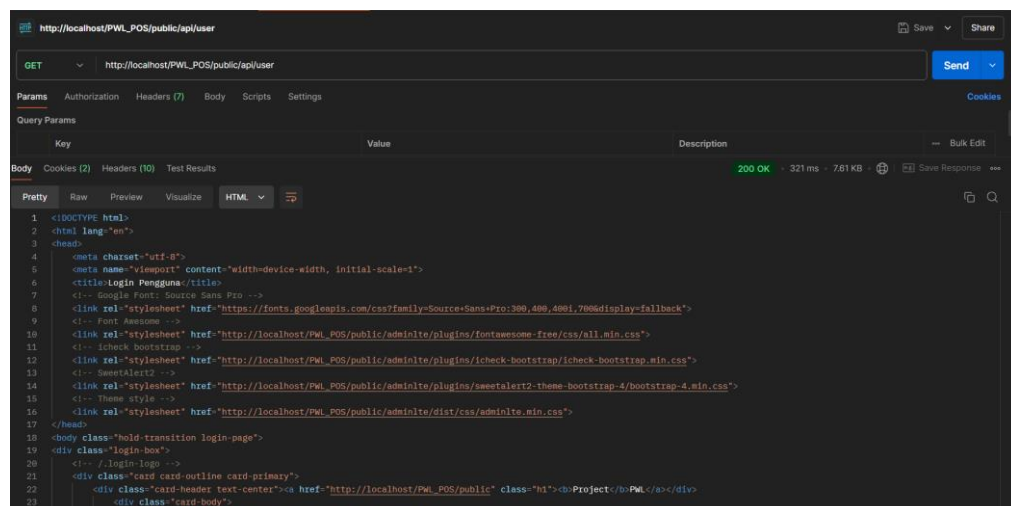 http://localhost/PWL_POS/public/api/user Save Share
GET http://localhost/PWL_POS/public/api/user Send
Params Authorization Headers (7) Body Scripts Settings Cookies
Query Params
Key Value Description Bulk Edit
Body Cookies (2) Headers (10) Test Results 200 OK 321 ms 7.61 KB Save Response
Pretty Raw Preview Visualize HTML
1 <!DOCTYPE html>
2 <html lang="en">
3 <head>
4 <meta charset="utf-8">
5 <meta name="viewport" content="width=device-width, initial-scale=1">
6 <title>Login Pengguna</title>
7 <!-- Google Font: Source Sans Pro -->
8 <link rel="stylesheet" href="https://fonts.googleapis.com/css?family=Source+Sans+Pro:300,400,400i,700&display=fallback">
9 <!-- Font Awesome -->
10 <link rel="stylesheet" href="http://localhost/PWL_POS/public/adminlte/plugins/fontawesome-free/css/all.min.css">
11 <!-- icheck bootstrap -->
12 <link rel="stylesheet" href="http://localhost/PWL_POS/public/adminlte/plugins/icheck-bootstrap/icheck-bootstrap.min.css">
13 <!-- SweetAlert2 -->
14 <link rel="stylesheet" href="http://localhost/PWL_POS/public/adminlte/plugins/sweetalert2-theme-bootstrap-4/bootstrap-4.min.css">
15 <!-- Theme style -->
16 <link rel="stylesheet" href="http://localhost/PWL_POS/public/adminlte/dist/css/adminlte.min.css">
17 </head>
18 <body class="hold-transition login-page">
19 <div class="login-box">
20 <!-- /.login-logo -->
21 <div class="card card-outline card-primary">
22 <div class="card-header text-center"><a href="http://localhost/PWL_POS/public" class="h1"><b>Project</b>PWL</a></div>
23 <div class="card-body">